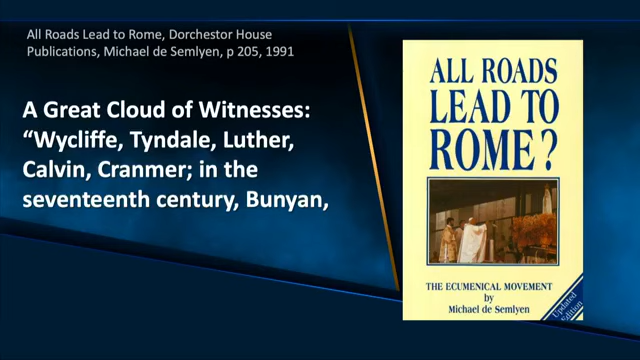 All Roads Lead to Rome, Dorchestor House
Publications, Michael de Semlyen, p 205, 1991
A Great Cloud of Witnesses:
“Wycliffe, Tyndale, Luther,
Calvin, Cranmer; in the
seventeenth century, Bunyan,
ALL ROADS
LEAD TO
ROME?
THE ECUMENICAL MOVEMENT
by
Michael de Semlyen
Updated
Edition